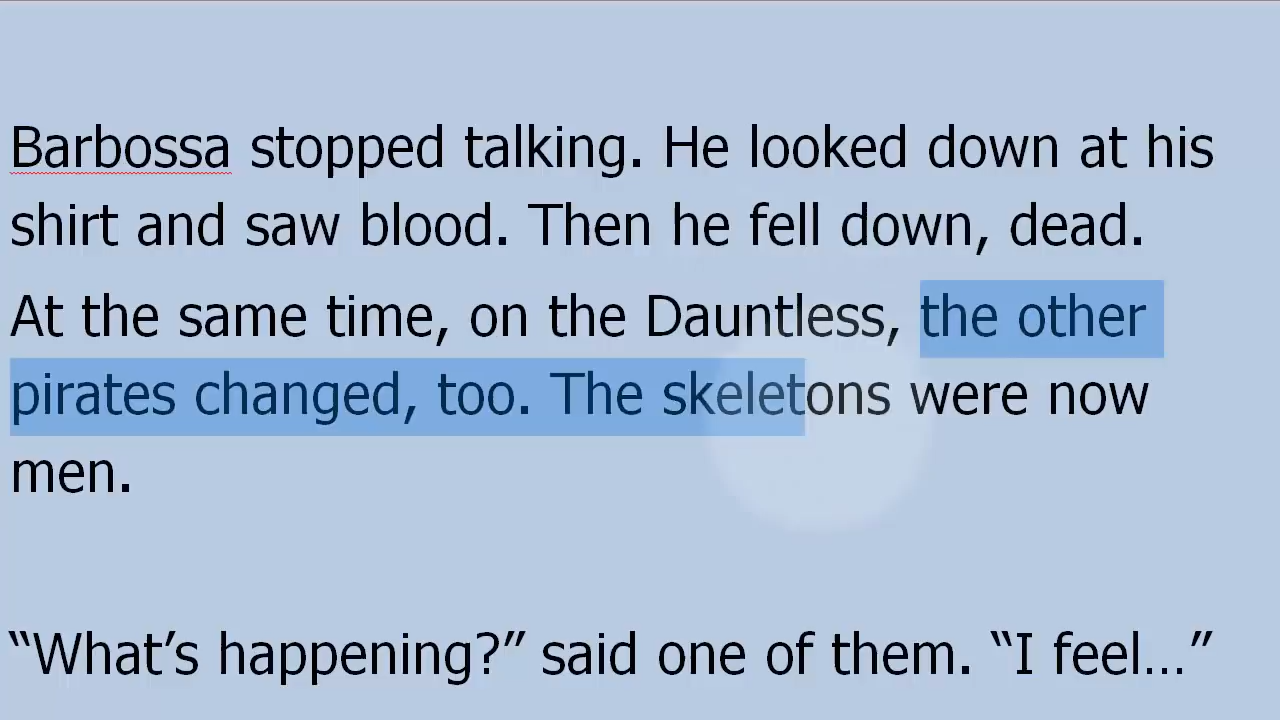 Barbossa stopped talking. He looked down at his
shirt and saw blood. Then he fell down, dead.
At the same time, on the Dauntless, the other
pirates changed, too. The skeletons were now
men.
“What’s happening?” said one of them. “I feel…”